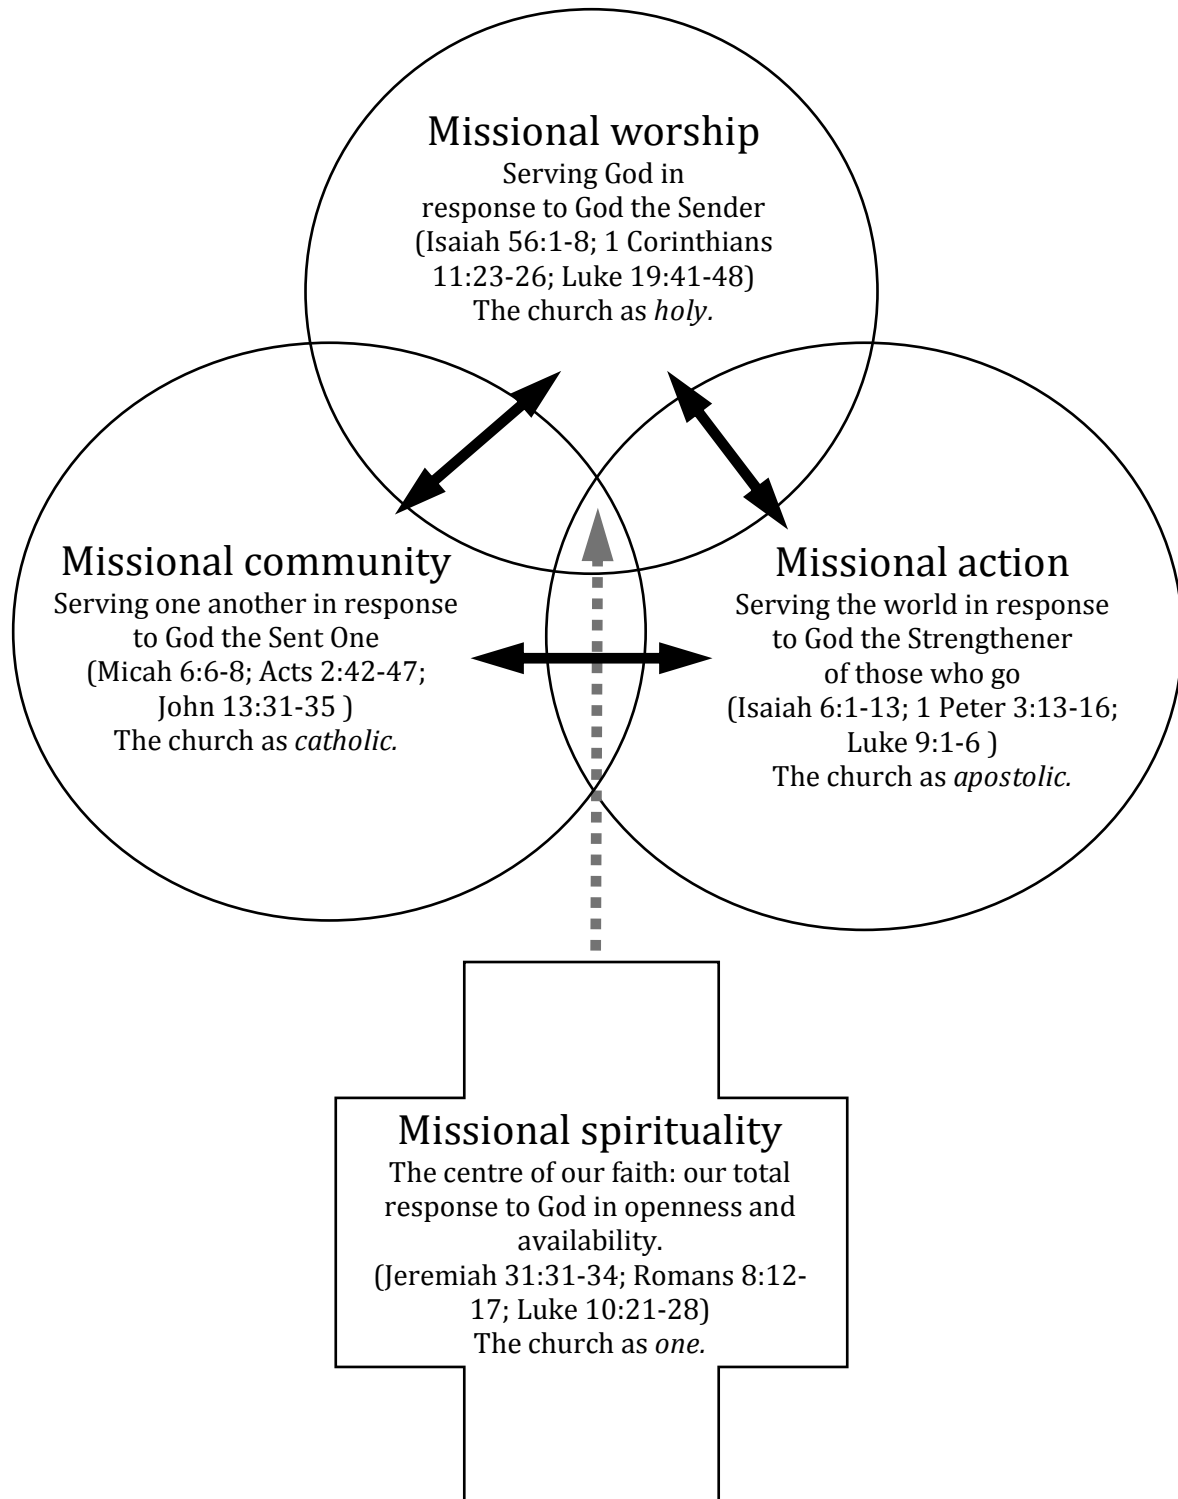 Missional worship
Serving God in
response to God the Sender
(Isaiah 56:1-8; 1 Corinthians
11:23-26; Luke 19:41-48)
The church as holy.
Missional community
Serving one another in response
to God the Sent One
(Micah 6:6-8; Acts 2:42-47;
John 13:31-35 )
The church as catholic.
Missional action
Serving the world in response
to God the Strengthener
of those who go
(Isaiah 6:1-13; 1 Peter 3:13-16;
Luke 9:1-6 )
The church as apostolic.
Missional spirituality
The centre of our faith: our total
response to God in openness and
availability.
(Jeremiah 31:31-34; Romans 8:12-
17; Luke 10:21-28)
The church as one.